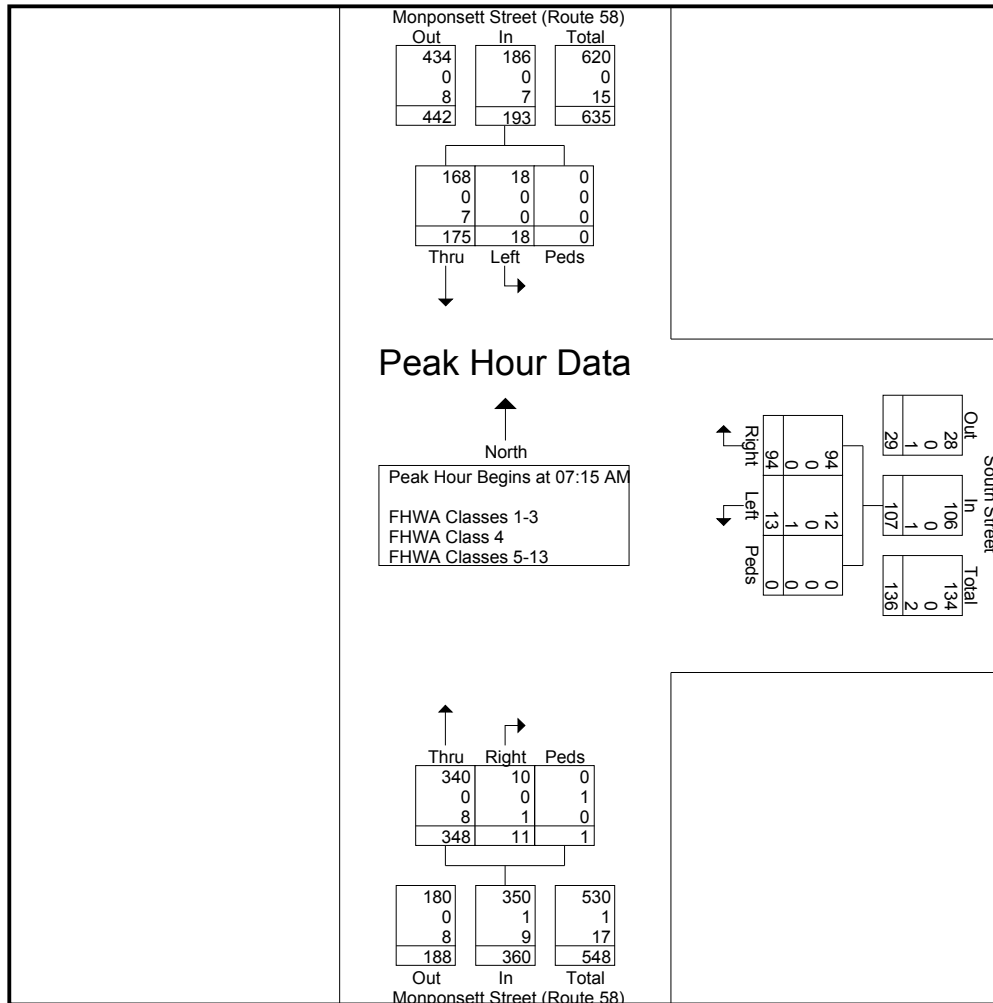 Monponsett Street (Route 58)
Out In Total
434 186 620
0 0 0
8 7 15
442 193 635
168 18 0
0 0 0
7 0 0
175 18 0
Thru Left Peds
Peak Hour Data
North
Peak Hour Begins at 07:15 AM
FHWA Classes 1-3
FHWA Class 4
FHWA Classes 5-13
South Street
Out In Total
28 106 134
0 0 0
1 1 2
29 107 136
94 12 0
0 0 0
0 1 0
94 13 0
Right Left Peds
Thru Right Peds
340 10 0
0 0 1
8 1 0
348 11 1
180 350 530
0 1 1
8 9 17
188 360 548
Out In Total
Monponsett Street (Route 58)